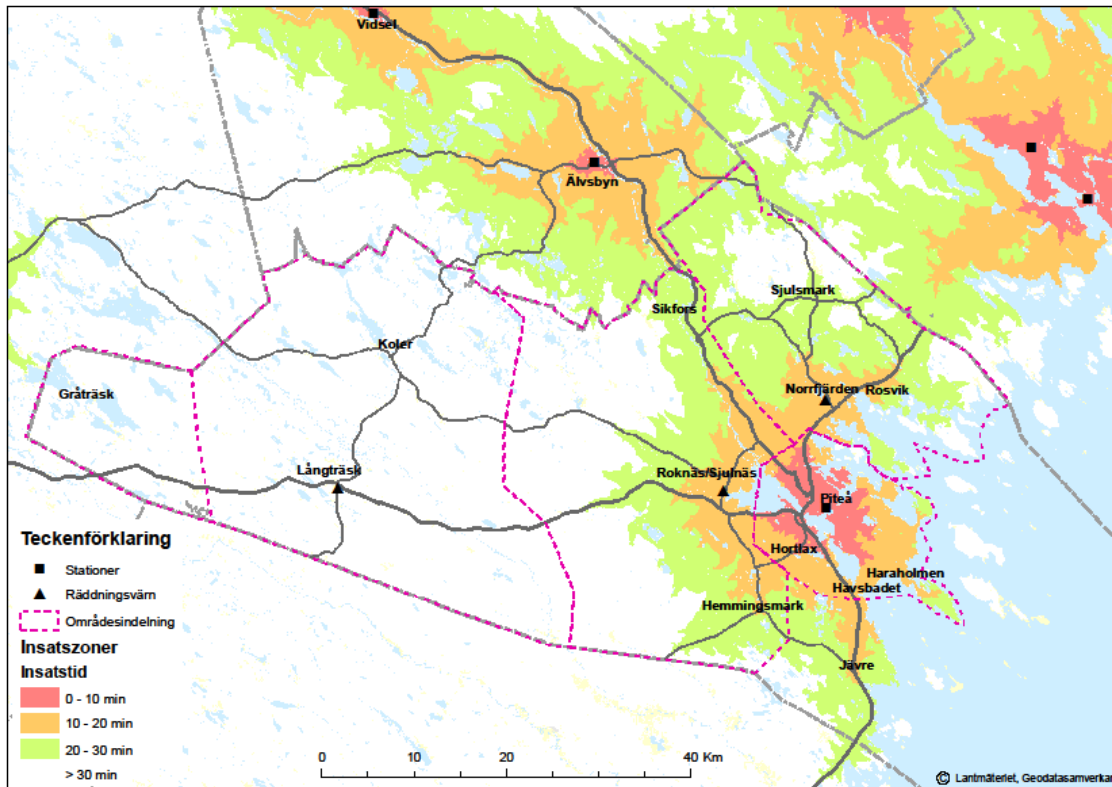 Vidsel
Älvsbyn
Sjulsmark
Sikfors
Koler
Gråträsk
Norrfjärden
Rosvik
Långträsk
Roknäs/Sjulnäs
Piteå
Hortlax
Haraholmen
Havsbadet
Hemmingsmark
Jävre
Teckenförklaring
Stationer
Räddningsvärn
Områdesindelning
Insatszoner
Insatstid
0 - 10 min
10 - 20 min
20 - 30 min
> 30 min
0 20 40 Km
© Lantmäteriet, Geodatasamverkan